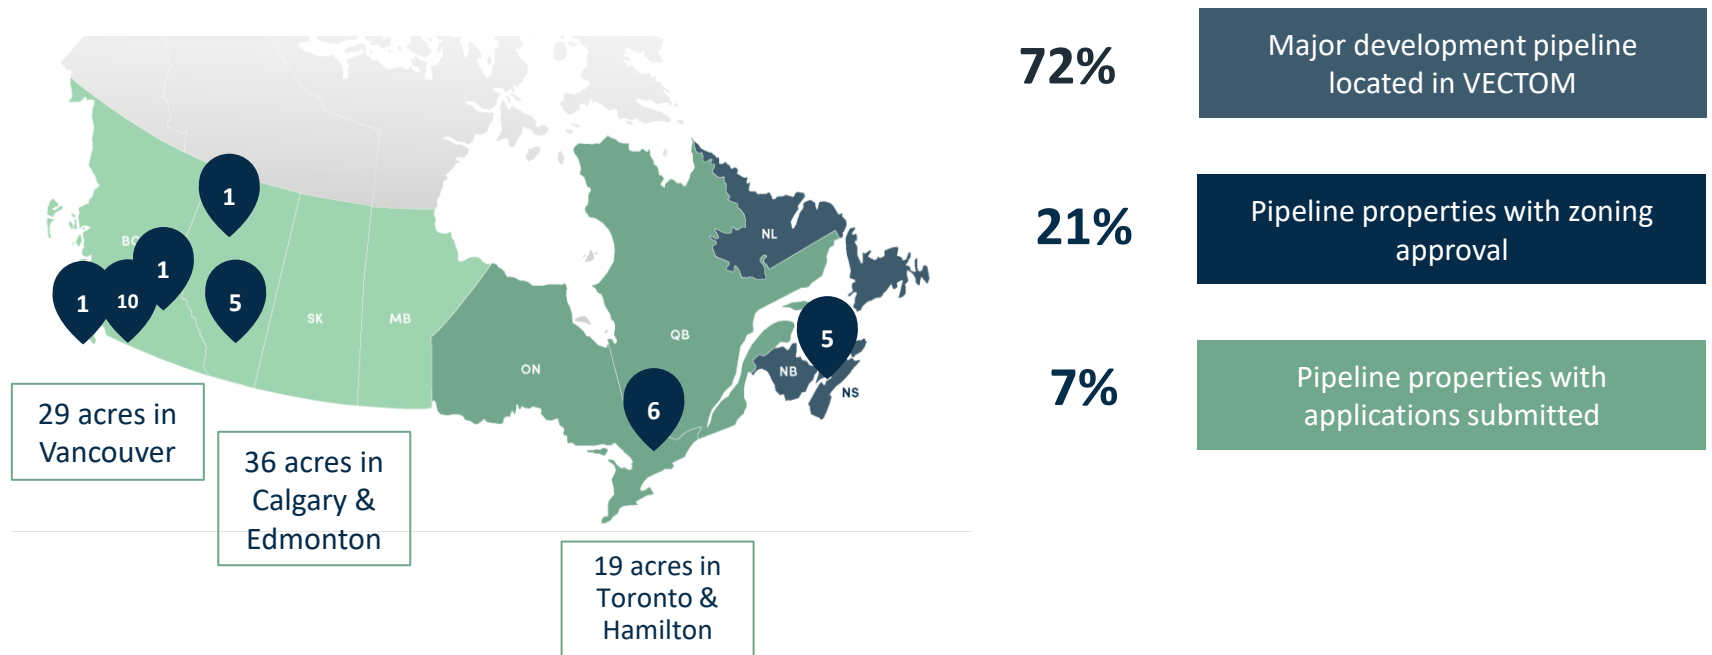 72%
Major development pipeline
located in VECTOM
21%
Pipeline properties with zoning
approval
7%
Pipeline properties with
applications submitted
1
BC
1
1
10
5
SK
MB
ON
QB
NL
6
5
NB
NS
29 acres in
Vancouver
36 acres in
Calgary &
Edmonton
19 acres in
Toronto &
Hamilton